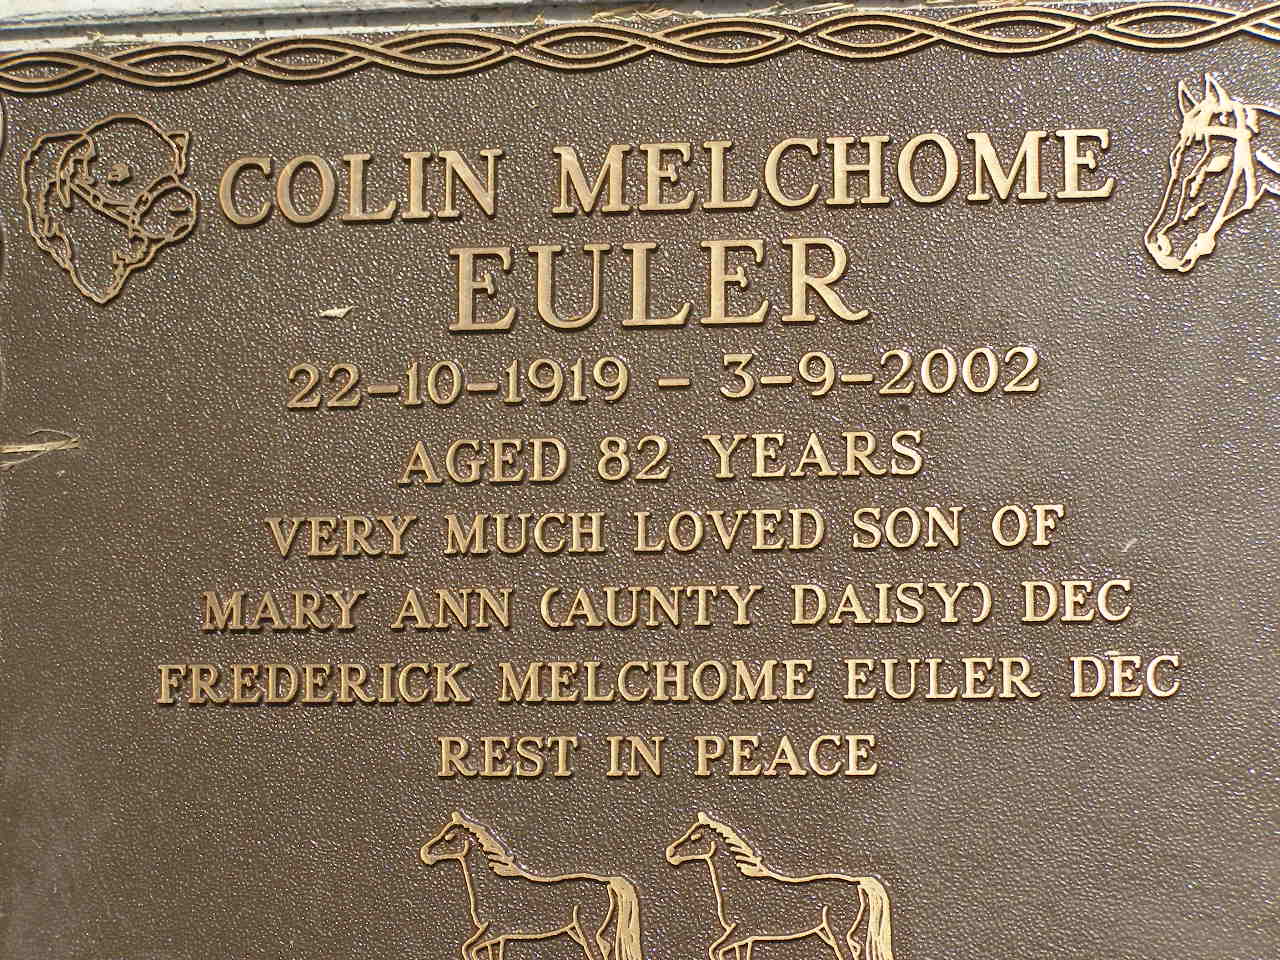 COLIN MELCHOME
EULER
22-10-1919 - 3-9-2002
AGED 82 YEARS
VERY MUCH LOVED SON OF
MARY ANN (AUNTY DAISY) DEC
FREDERICK MELCHOME EULER DEC
REST IN PEACE